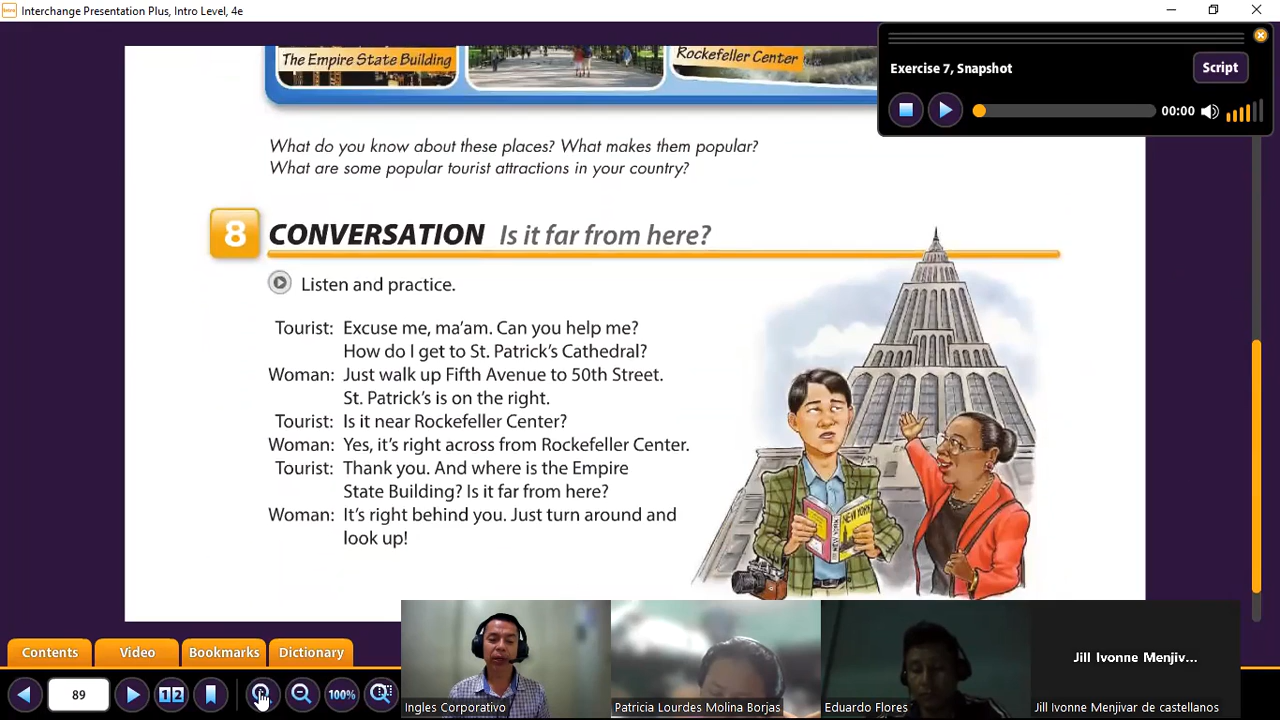 Interchange Presentation Plus, Intro Level, 4e
The Empire State Building
Rockefeller Center
Exercise 7, Snapshot
Script
00:00
What do you know about these places? What makes them popular?
What are some popular tourist attractions in your country?
8 CONVERSATION Is it far from here?
Listen and practice.
Tourist: Excuse me, ma'am. Can you help me?
How do I get to St. Patrick's Cathedral?
Woman: Just walk up Fifth Avenue to 50th Street.
St. Patrick's is on the right.
Tourist: Is it near Rockefeller Center?
Woman: Yes, it's right across from Rockefeller Center.
Tourist: Thank you. And where is the Empire
State Building? Is it far from here?
Woman: It's right behind you. Just turn around and
look up!
NEW YORK
Contents
Video
Bookmarks
Dictionary
89
1 2
100%
Ingles Corporativo
Patricia Lourdes Molina Borjas
Eduardo Flores
Jill Ivonne Menjiv...
Jill Ivonne Menjivar de castellanos